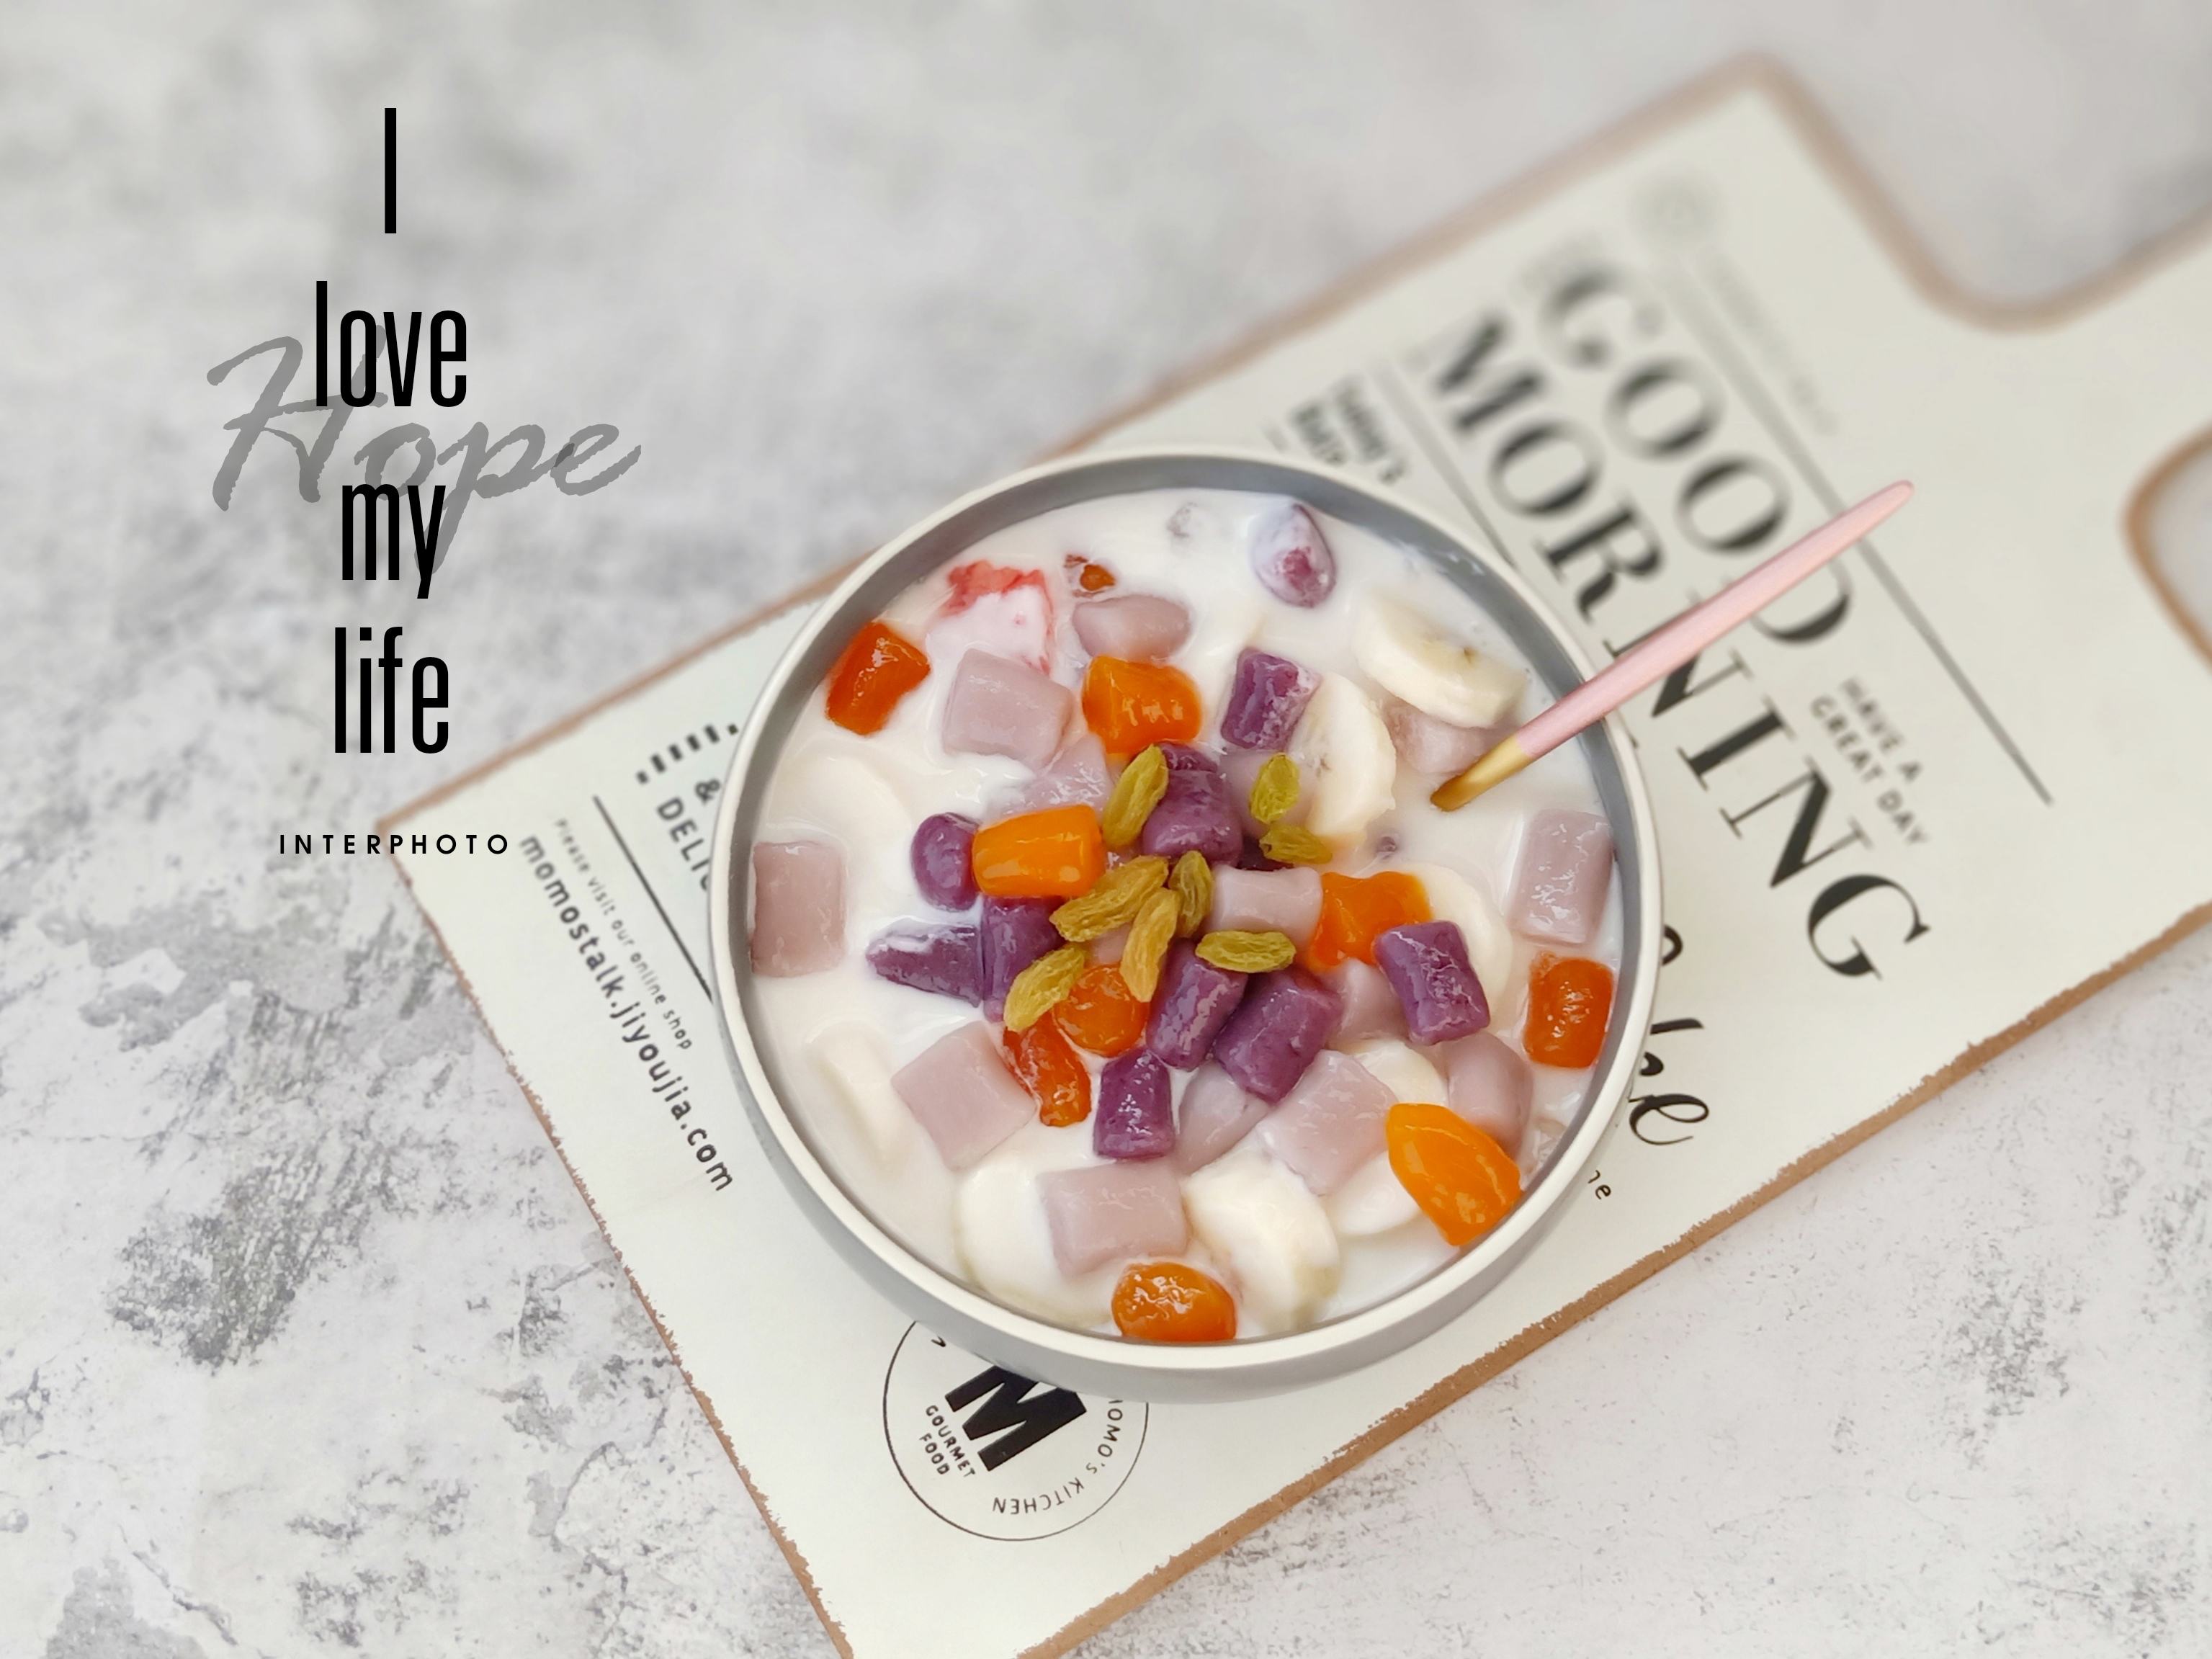 I
love
Hope
my
life
INTERPHOTO
GOOD
MORNING
HAVE A
GREAT DAY
&
Please visit our online shop
momostalk.jiyoujia.com
M
GOURMET
FOOD
MOMO'S KITCHEN